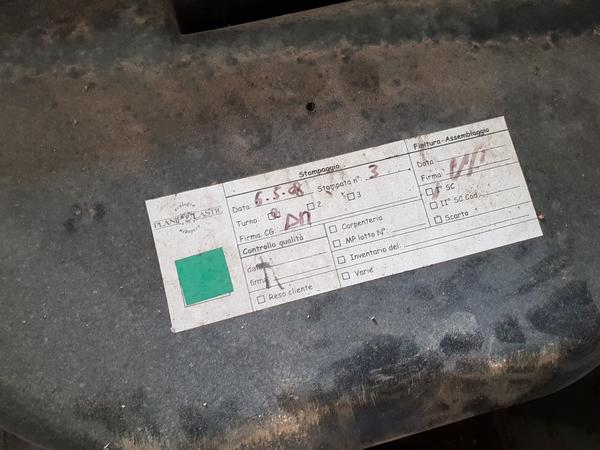 PLANET PLASTIC
Stampaggio
Data 6.5.08 Stampata n°. 3
Turno 2 3
Firma CG
Controllo qualità
data
firma
Reso cliente
Carpenteria
MP lotto N°
Inventario del
Varie
Finitura-Assemblaggio
Data
Firma
SC
II° SC Cod.
Scarto